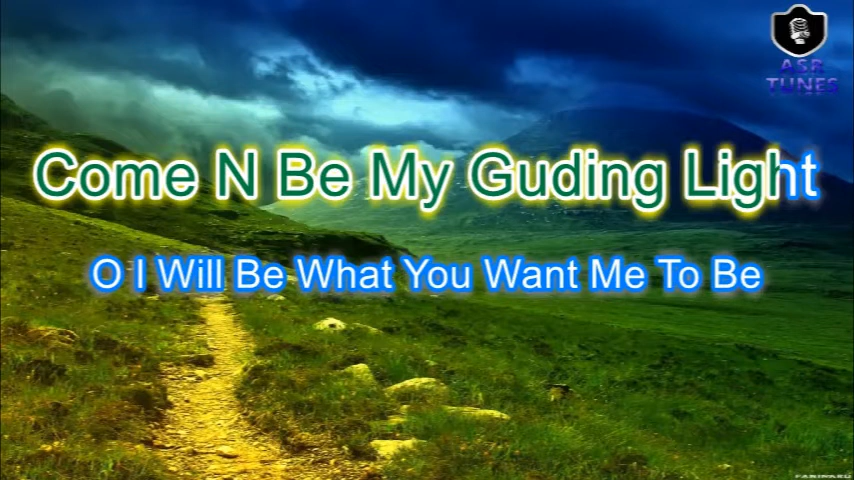 ASR
TUNES
Come N Be My Guding Light
O I Will Be What You Want Me To Be